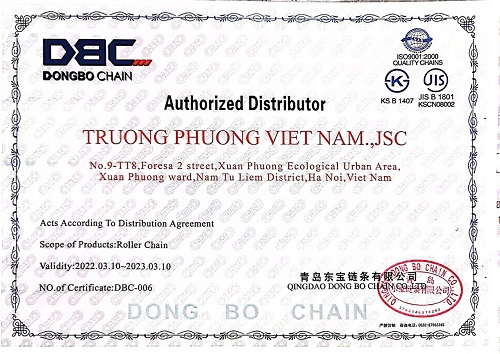 DBC
DONGBO CHAIN
ISO9001:2000
QUALITY CHAINS
KS B 1407
JIS
JIS B 1801
KSCN08002
Authorized Distributor
TRUONG PHUONG VIET NAM.,JSC
No.9-TT8,Foresa 2 street,Xuan Phuong Ecological Urban Area,
Xuan Phuong ward,Nam Tu Liem District,Ha Noi,Viet Nam
Acts According To Distribution Agreement
Scope of Products:Roller Chain
Validity:2022.03.10~2023.03.10
NO.of Certificate:DBC-006
青岛东宝链条有限公司
QINGDAO DONG BO CHAIN CO.,LTD
DONG BO CHAIN